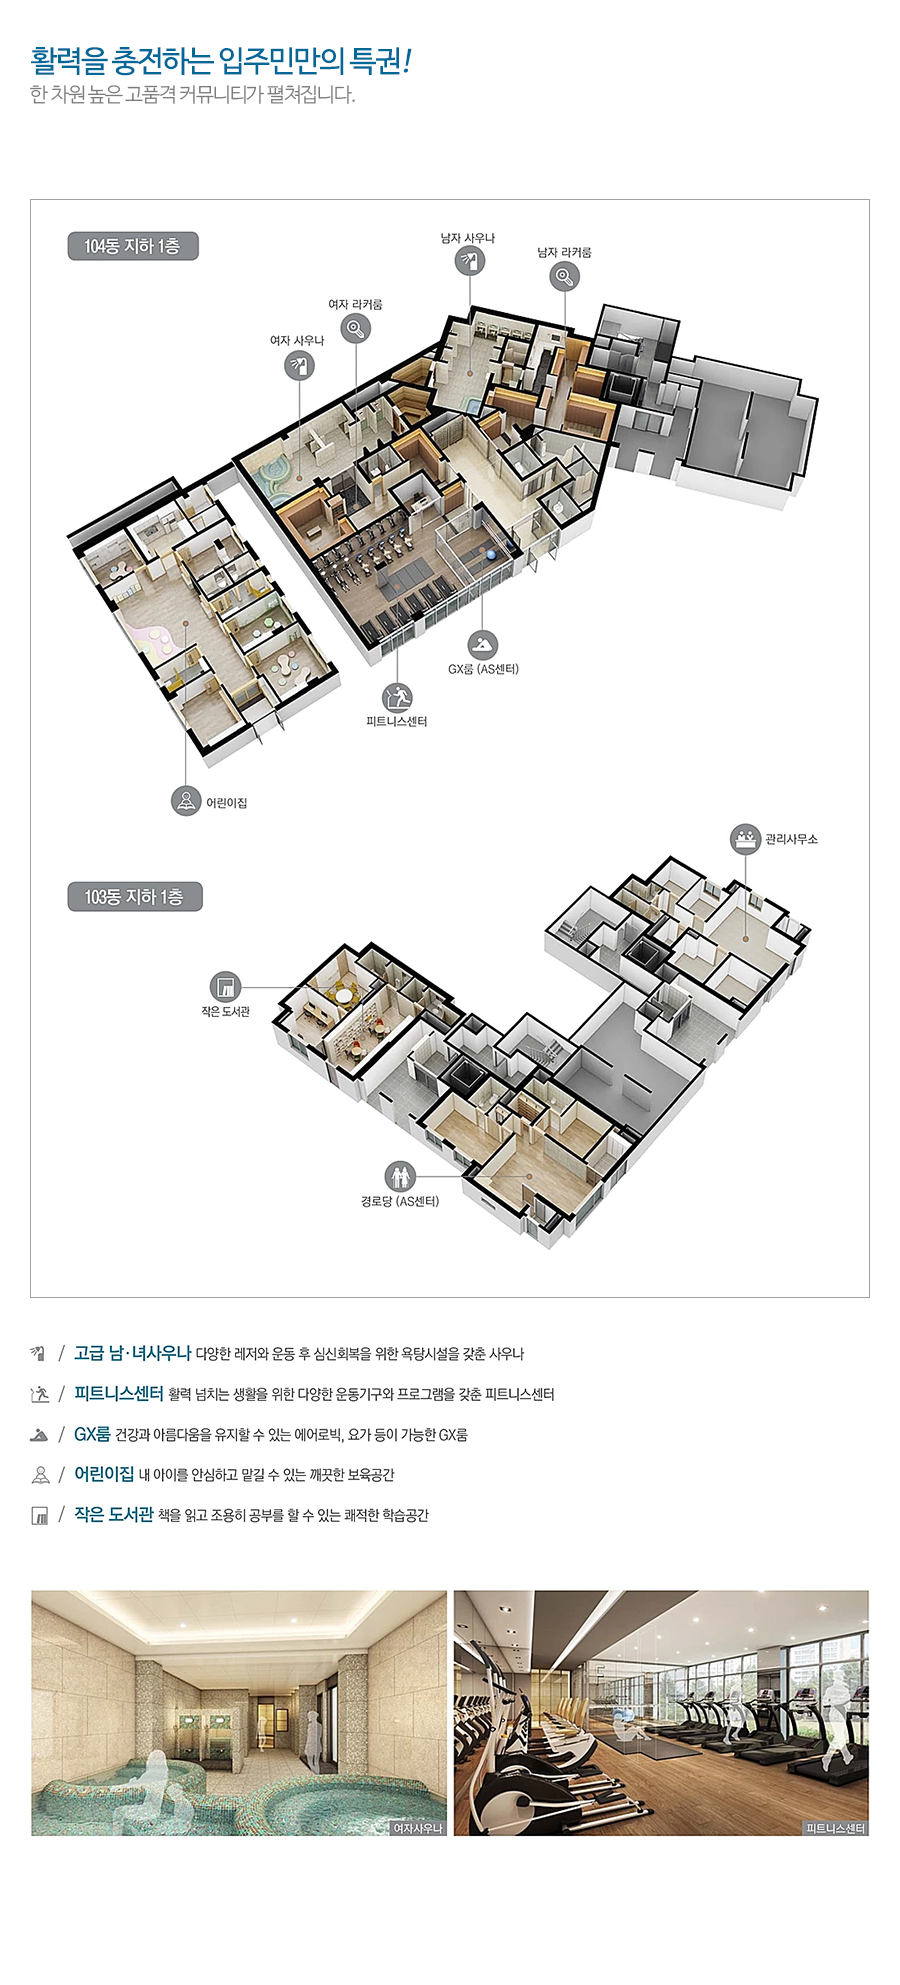 활력을 충전하는 입주민만의 특권!
한 차원 높은 고품격 커뮤니티가 펼쳐집니다.
104동 지하 1층
남자 사우나
남자 라커룸
여자 라커룸
여자 사우나
GX룸 (AS센터)
피트니스센터
어린이집
관리사무소
103동 지하 1층
작은 도서관
경로당 (AS센터)
/ 고급 남·녀사우나 다양한 레저와 운동 후 심신회복을 위한 욕탕시설을 갖춘 사우나
/ 피트니스센터 활력 넘치는 생활을 위한 다양한 운동기구와 프로그램을 갖춘 피트니스센터
/ GX룸 건강과 아름다움을 유지할 수 있는 에어로빅, 요가 등이 가능한 GX룸
/ 어린이집 내 아이를 안심하고 맡길 수 있는 깨끗한 보육공간
/ 작은 도서관 책을 읽고 조용히 공부를 할 수 있는 쾌적한 학습공간
여자사우나
피트니스센터